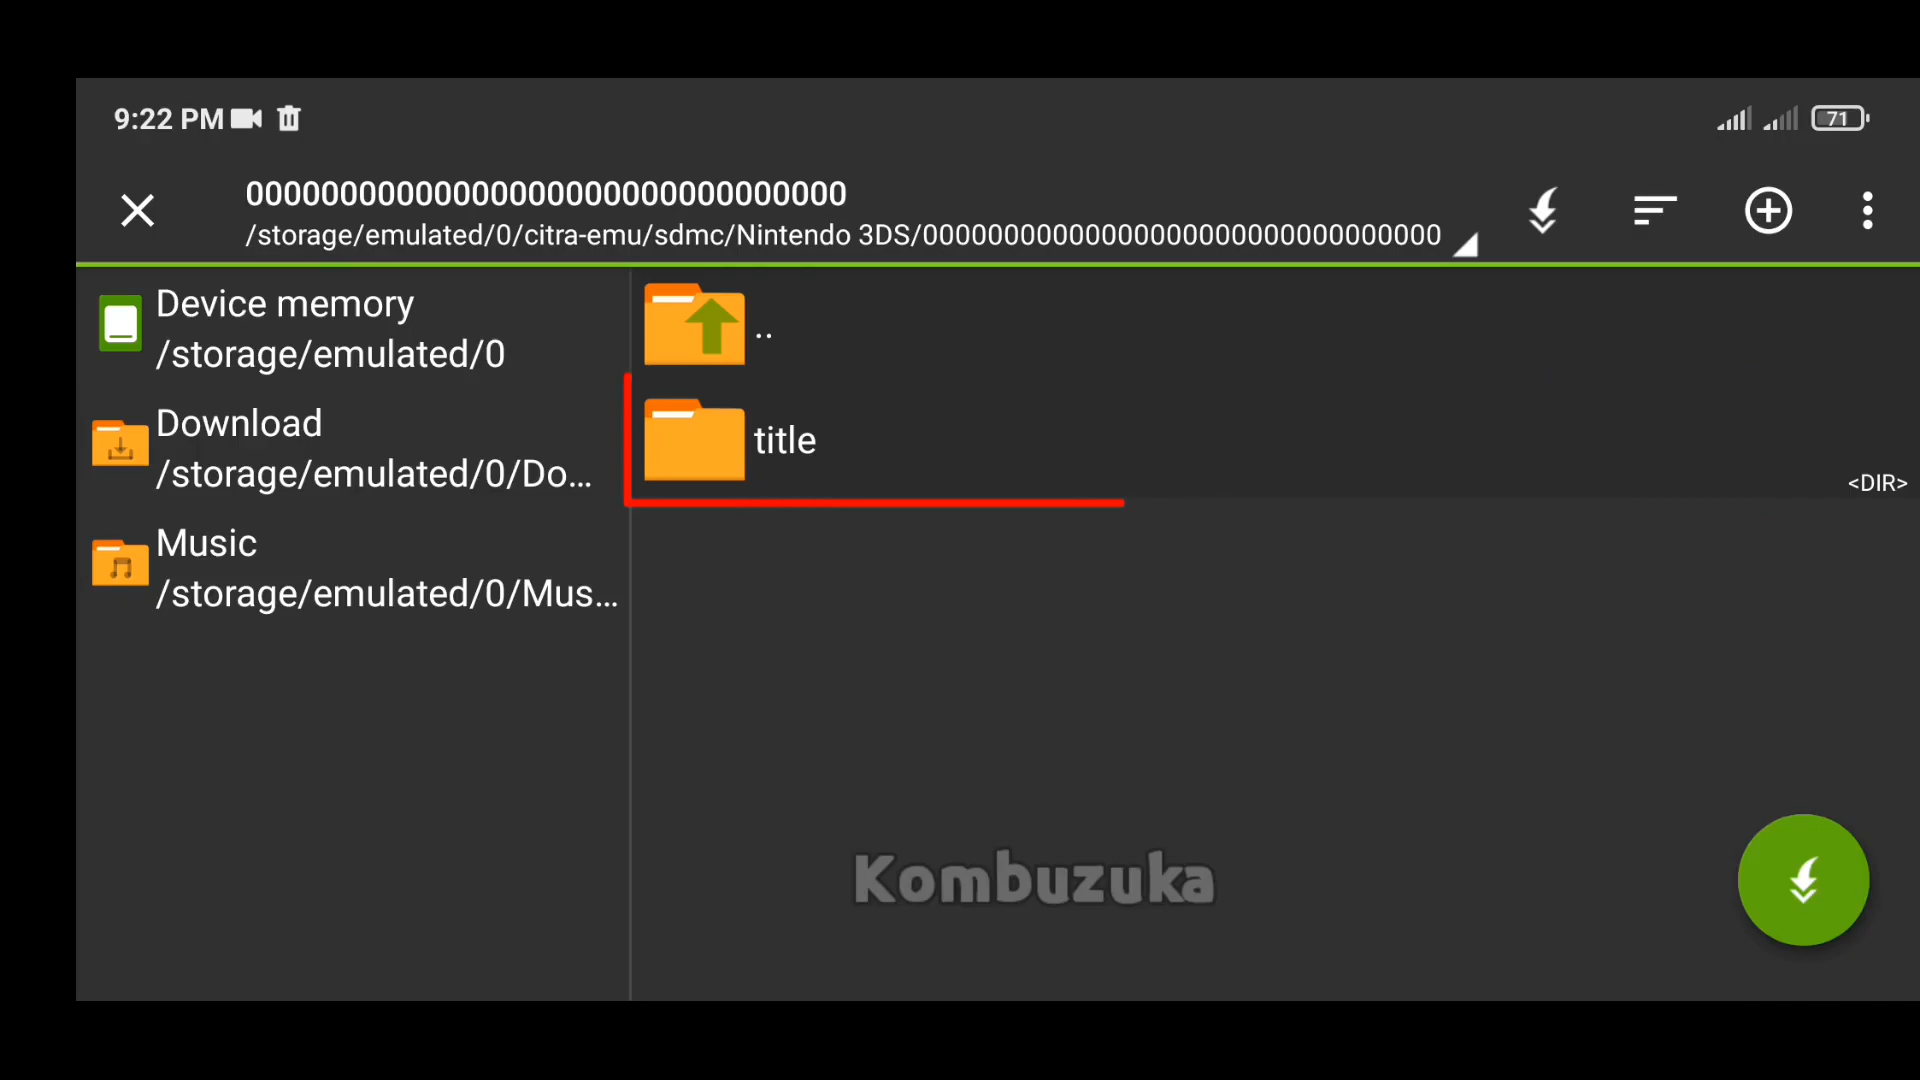 9:22 PM
71
00000000000000000000000000000000
/storage/emulated/0/citra-emu/sdmc/Nintendo 3DS/00000000000000000000000000000000
Device memory
/storage/emulated/0
Download
/storage/emulated/0/Do...
Music
/storage/emulated/0/Mus...
..
title
<DIR>
Kombuzuka